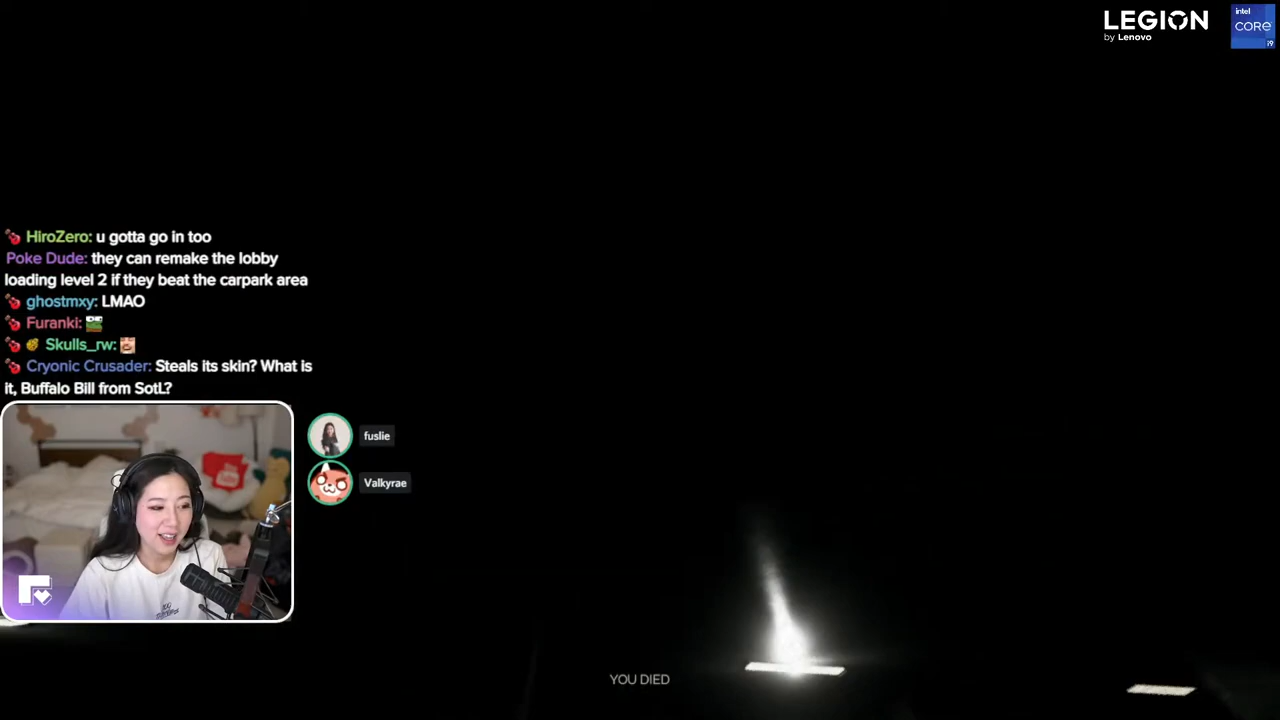 LEGION
by Lenovo
intel
CORE
i9
HiroZero: u gotta go in too
Poke Dude: they can remake the lobby
loading level 2 if they beat the carpark area
ghostmxy: LMAO
Furanki:
Skulls_rw:
Cryonic Crusader: Steals its skin? What is
it, Buffalo Bill from SotL?
fuslie
Valkyrae
YOU DIED